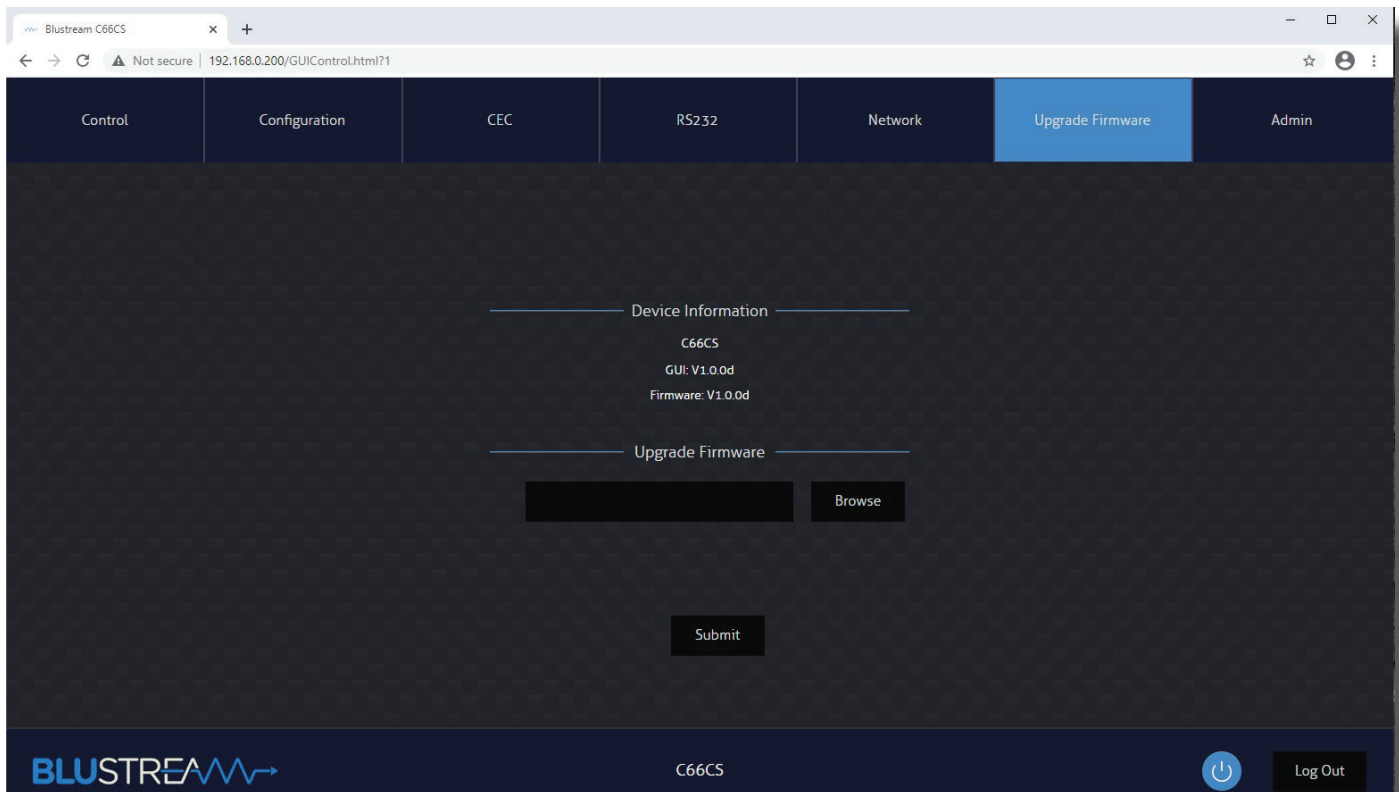 Blustream C66CS
Not secure | 192.168.0.200/GUIControl.html?1
Control Configuration CEC RS232 Network Upgrade Firmware Admin
Device Information
C66CS
GUI: V1.0.0d
Firmware: V1.0.0d
Upgrade Firmware
Browse
Submit
BLUSTREAM C66CS Log Out